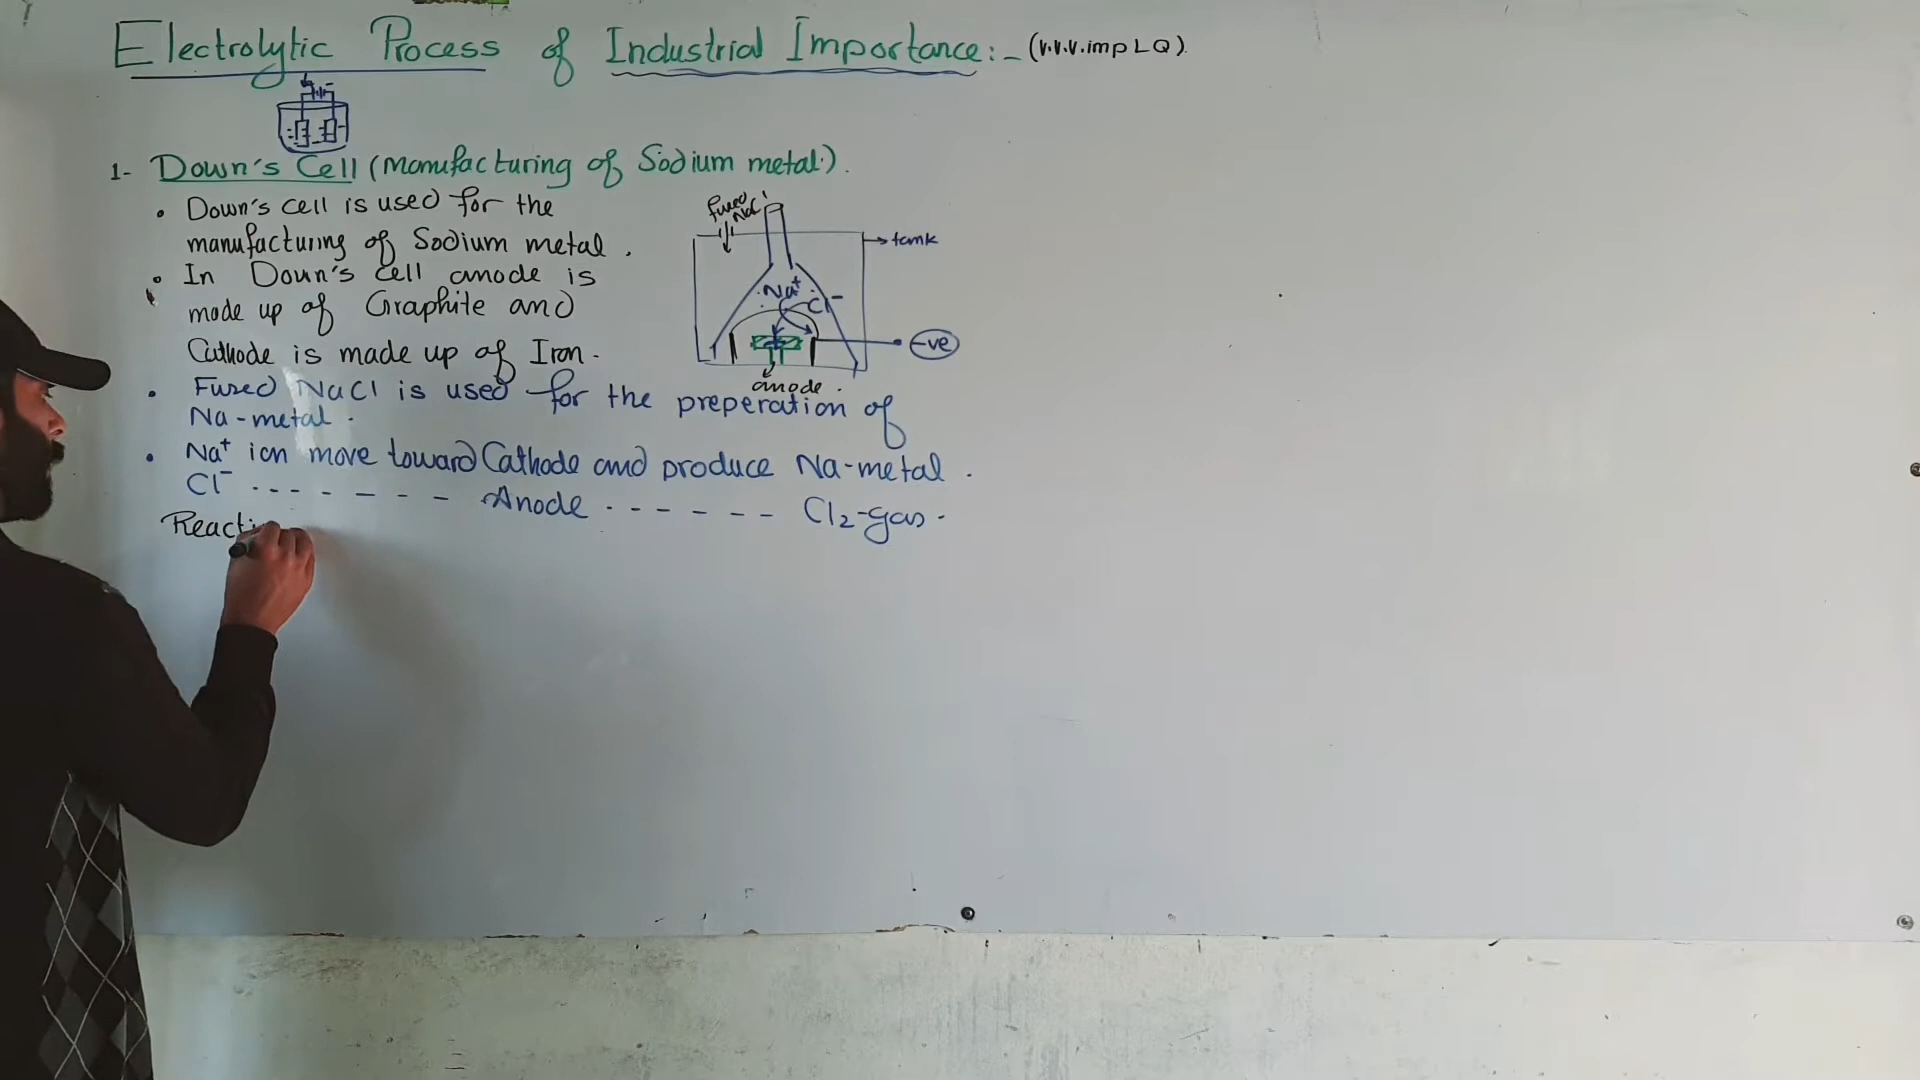 Electrolytic Process of Industrial Importance:- (V.V.V.imp LQ).
1- Down's Cell (Manufacturing of Sodium metal).
• Down's cell is used for the
manufacturing of Sodium metal.
• In Down's cell anode is
made up of Graphite and
Cathode is made up of Iron.
fused
NaCl
→ tank
Na⁺
Cl⁻
-ve
anode.
• Fused NaCl is used for the preperation of
Na-metal.
• Na⁺ ion move toward Cathode and produce Na-metal.
Cl⁻ ------- Anode ------ Cl₂-gas.
Reacti